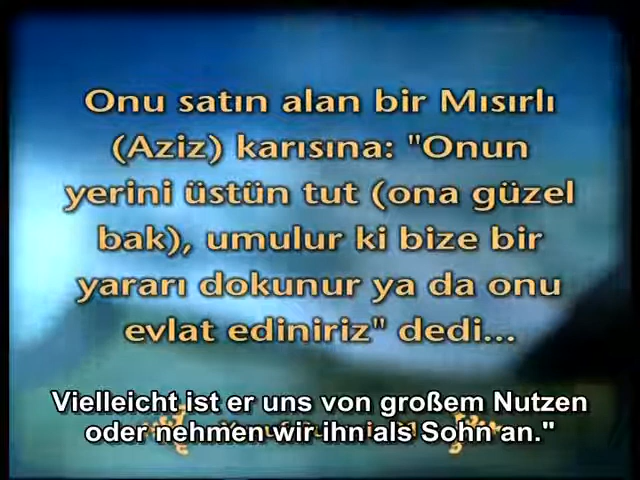 Onu satın alan bir Mısırlı
(Aziz) karısına: "Onun
yerini üstün tut (ona güzel
bak), umulur ki bize bir
yararı dokunur ya da onu
evlat ediniriz" dedi...
Vielleicht ist er uns von großem Nutzen
oder nehmen wir ihn als Sohn an."